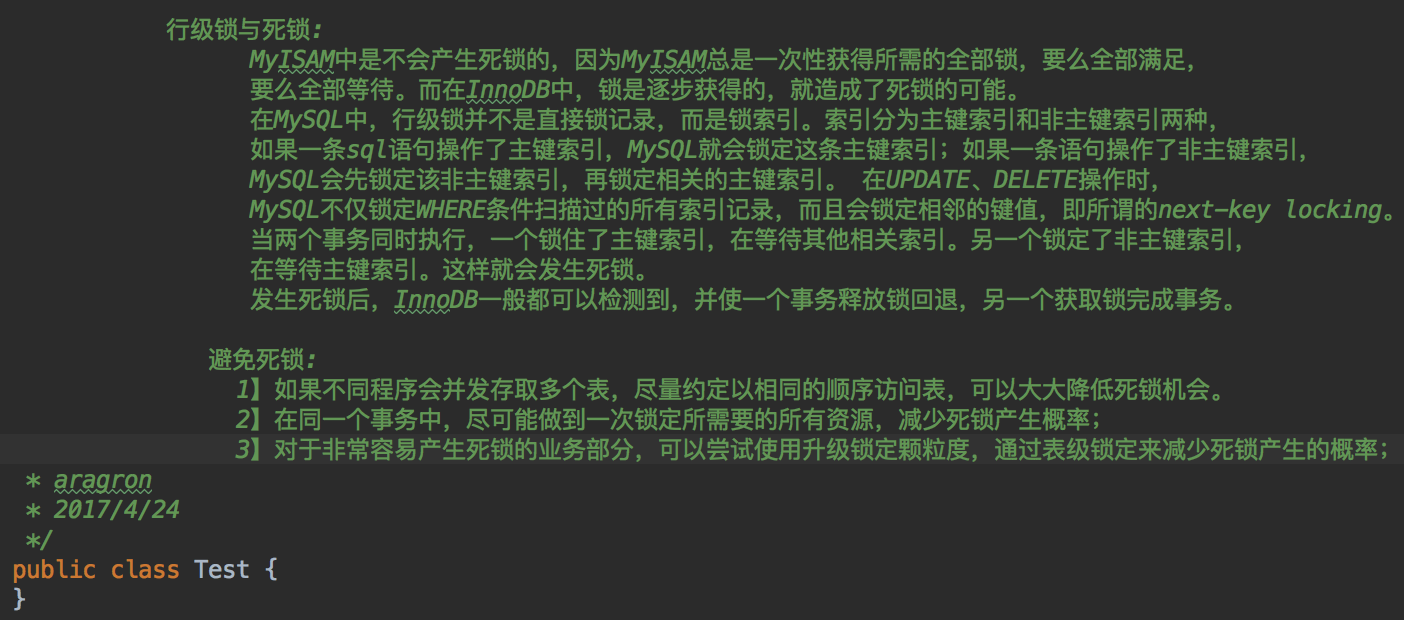 行级锁与死锁:
MyISAM中是不会产生死锁的，因为MyISAM总是一次性获得所需的全部锁，要么全部满足，
要么全部等待。而在InnoDB中，锁是逐步获得的，就造成了死锁的可能。
在MySQL中，行级锁并不是直接锁记录，而是锁索引。索引分为主键索引和非主键索引两种，
如果一条sql语句操作了主键索引，MySQL就会锁定这条主键索引；如果一条语句操作了非主键索引，
MySQL会先锁定该非主键索引，再锁定相关的主键索引。 在UPDATE、DELETE操作时，
MySQL不仅锁定WHERE条件扫描过的所有索引记录，而且会锁定相邻的键值，即所谓的next-key locking。
当两个事务同时执行，一个锁住了主键索引，在等待其他相关索引。另一个锁定了非主键索引，
在等待主键索引。这样就会发生死锁。
发生死锁后，InnoDB一般都可以检测到，并使一个事务释放锁回退，另一个获取锁完成事务。
避免死锁:
1】如果不同程序会并发存取多个表，尽量约定以相同的顺序访问表，可以大大降低死锁机会。
2】在同一个事务中，尽可能做到一次锁定所需要的所有资源，减少死锁产生概率；
3】对于非常容易产生死锁的业务部分，可以尝试使用升级锁定颗粒度，通过表级锁定来减少死锁产生的概率；
* aragron
* 2017/4/24
*/
public class Test {
}